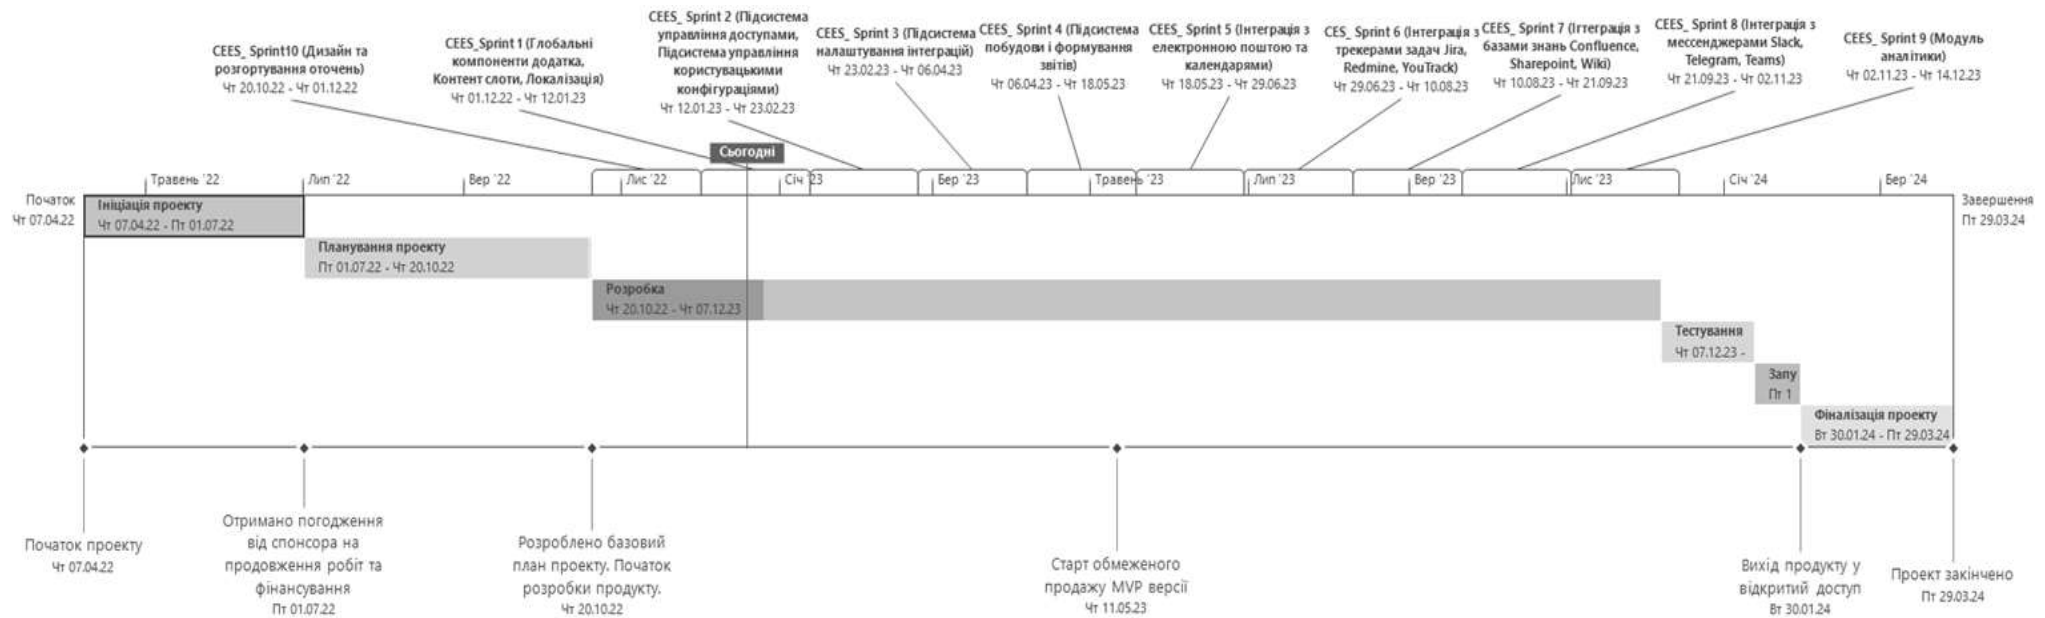 CEES_ Sprint10 (Дизайн та
розгортування оточень)
Чт 20.10.22 - Чт 01.12.22
CEES_Sprint 1 (Глобальні
компоненти додатка,
Контент слоти, Локалізація)
Чт 01.12.22 - Чт 12.01.23
CEES_ Sprint 2 (Підсистема
управління доступами,
Підсистема управління
користувацькими
конфігураціями)
Чт 12.01.23 - Чт 23.02.23
CEES_ Sprint 3 (Підсистема
налаштування інтеграцій)
Чт 23.02.23 - Чт 06.04.23
CEES_ Sprint 4 (Підсистема
побудови і формування
звітів)
Чт 06.04.23 - Чт 18.05.23
CEES_ Sprint 5 (Інтеграція з
електронною поштою та
календарями)
Чт 18.05.23 - Чт 29.06.23
CES_ Sprint 6 (Інтеграція з
трекерами задач Jira,
Redmine, YouTrack)
Чт 29.06.23 - Чт 10.08.23
CEES_ Sprint 7 (Ітеграція з
базами знань Confluence,
Sharepoint, Wiki)
Чт 10.08.23 - Чт 21.09.23
CEES_ Sprint 8 (Інтеграція з
мессенджерами Slack,
Telegram, Teams)
Чт 21.09.23 - Чт 02.11.23
CEES_ Sprint 9 (Модуль
аналітики)
Чт 02.11.23 - Чт 14.12.23
Сьогодні
Травень '22 Лип '22 Вер '22 Лис '22 Січ '23 Бер '23 Травень '23 Лип '23 Вер '23 Лис '23 Січ '24 Бер '24
Початок
Чт 07.04.22
Завершення
Пт 29.03.24
Ініціація проекту
Чт 07.04.22 - Пт 01.07.22
Планування проекту
Пт 01.07.22 - Чт 20.10.22
Розробка
Чт 20.10.22 - Чт 07.12.23
Тестування
Чт 07.12.23 -
Запу
Пт 1
Фіналізація проекту
Вт 30.01.24 - Пт 29.03.24
Початок проекту
Чт 07.04.22
Отримано погодження
від спонсора на
продовження робіт та
фінансування
Пт 01.07.22
Розроблено базовий
план проекту. Початок
розробки продукту.
Чт 20.10.22
Старт обмеженого
продажу MVP версії
Чт 11.05.23
Вихід продукту у
відкритий доступ
Вт 30.01.24
Проект закінчено
Пт 29.03.24